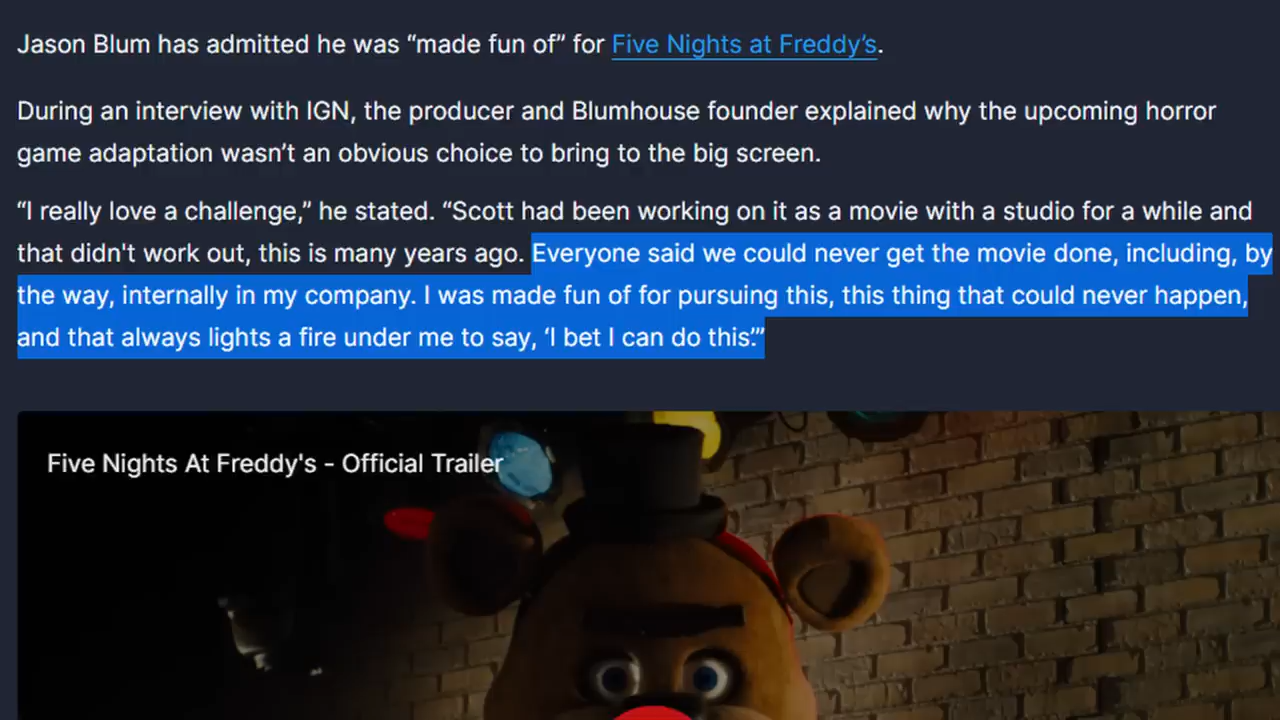 Jason Blum has admitted he was “made fun of” for Five Nights at Freddy’s.
During an interview with IGN, the producer and Blumhouse founder explained why the upcoming horror
game adaptation wasn’t an obvious choice to bring to the big screen.
“I really love a challenge,” he stated. “Scott had been working on it as a movie with a studio for a while and
that didn't work out, this is many years ago. Everyone said we could never get the movie done, including, by
the way, internally in my company. I was made fun of for pursuing this, this thing that could never happen,
and that always lights a fire under me to say, ‘I bet I can do this.’”
Five Nights At Freddy's - Official Trailer